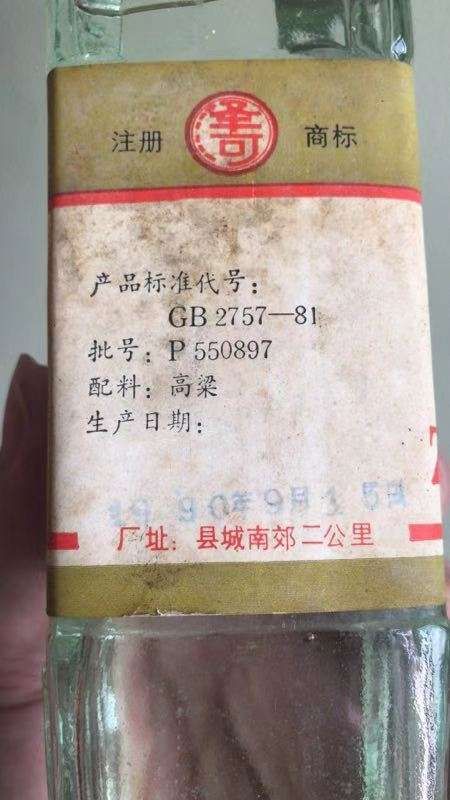 注册 商标
产品标准代号：
GB 2757—81
批号：P 550897
配料：高粱
生产日期：
1990年9月15日
厂址：县城南郊二公里